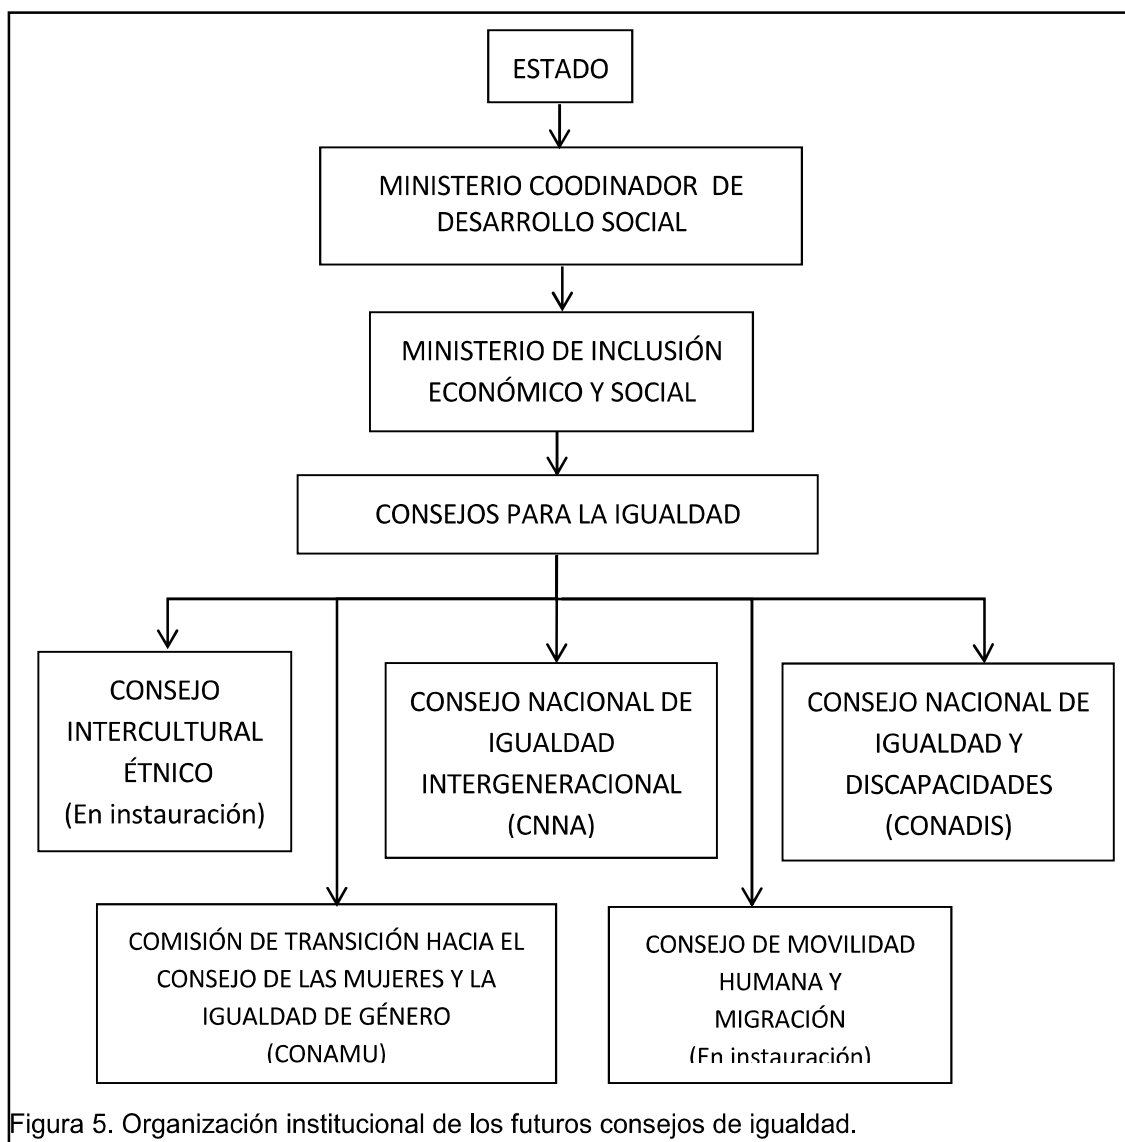 ESTADO
MINISTERIO COODINADOR DE
DESARROLLO SOCIAL
MINISTERIO DE INCLUSIÓN
ECONÓMICO Y SOCIAL
CONSEJOS PARA LA IGUALDAD
CONSEJO
INTERCULTURAL
ÉTNICO
(En instauración)
CONSEJO NACIONAL DE
IGUALDAD
INTERGENERACIONAL
(CNNA)
CONSEJO NACIONAL DE
IGUALDAD Y
DISCAPACIDADES
(CONADIS)
COMISIÓN DE TRANSICIÓN HACIA EL
CONSEJO DE LAS MUJERES Y LA
IGUALDAD DE GÉNERO
(CONAMU)
CONSEJO DE MOVILIDAD
HUMANA Y
MIGRACIÓN
(En instauración)
Figura 5. Organización institucional de los futuros consejos de igualdad.